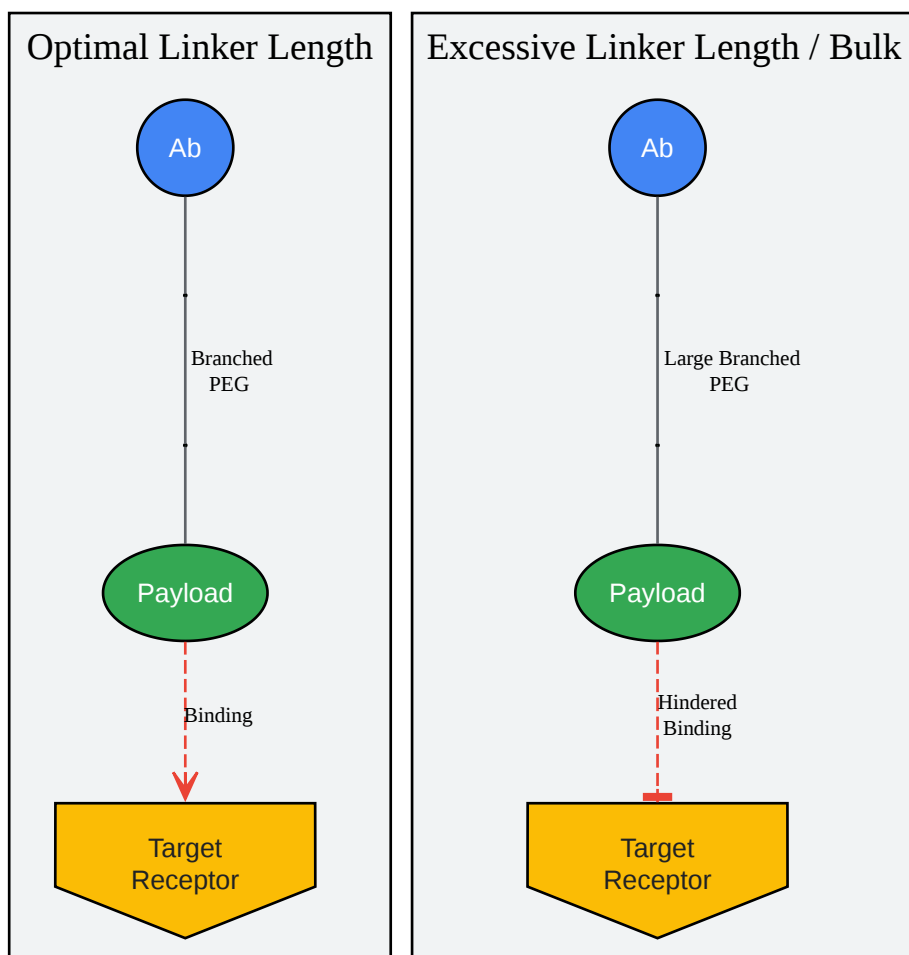 Optimal Linker Length
Ab
Branched
PEG
Payload
Binding
Target
Receptor
Excessive Linker Length / Bulk
Ab
Large Branched
PEG
Payload
Hindered
Binding
Target
Receptor